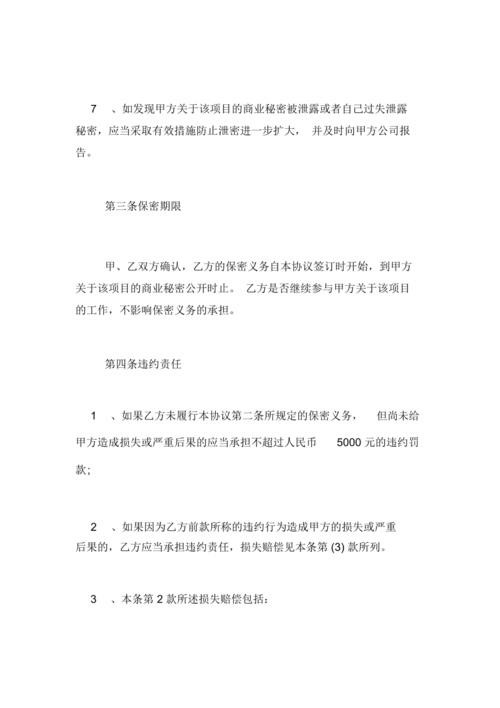 7 、如发现甲方关于该项目的商业秘密被泄露或者自己过失泄露
秘密，应当采取有效措施防止泄密进一步扩大， 并及时向甲方公司报
告。
第三条保密期限
甲、乙双方确认，乙方的保密义务自本协议签订时开始，到甲方
关于该项目的商业秘密公开时止。 乙方是否继续参与甲方关于该项目
的工作，不影响保密义务的承担。
第四条违约责任
1 、如果乙方未履行本协议第二条所规定的保密义务， 但尚未给
甲方造成损失或严重后果的应当承担不超过人民币 5000 元的违约罚
款;
2 、如果因为乙方前款所称的违约行为造成甲方的损失或严重
后果的，乙方应当承担违约责任，损失赔偿见本条第 (3) 款所列。
3 、本条第 2 款所述损失赔偿包括：